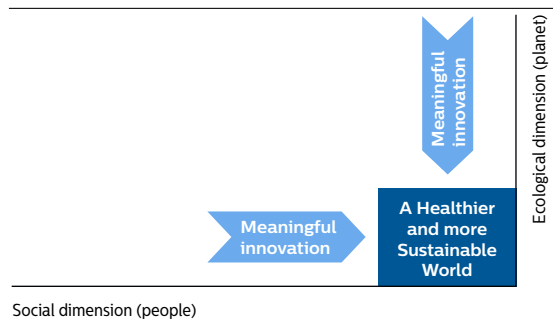 Meaningful
innovation
Ecological dimension (planet)
Meaningful
innovation
A Healthier
and more
Sustainable
World
Social dimension (people)